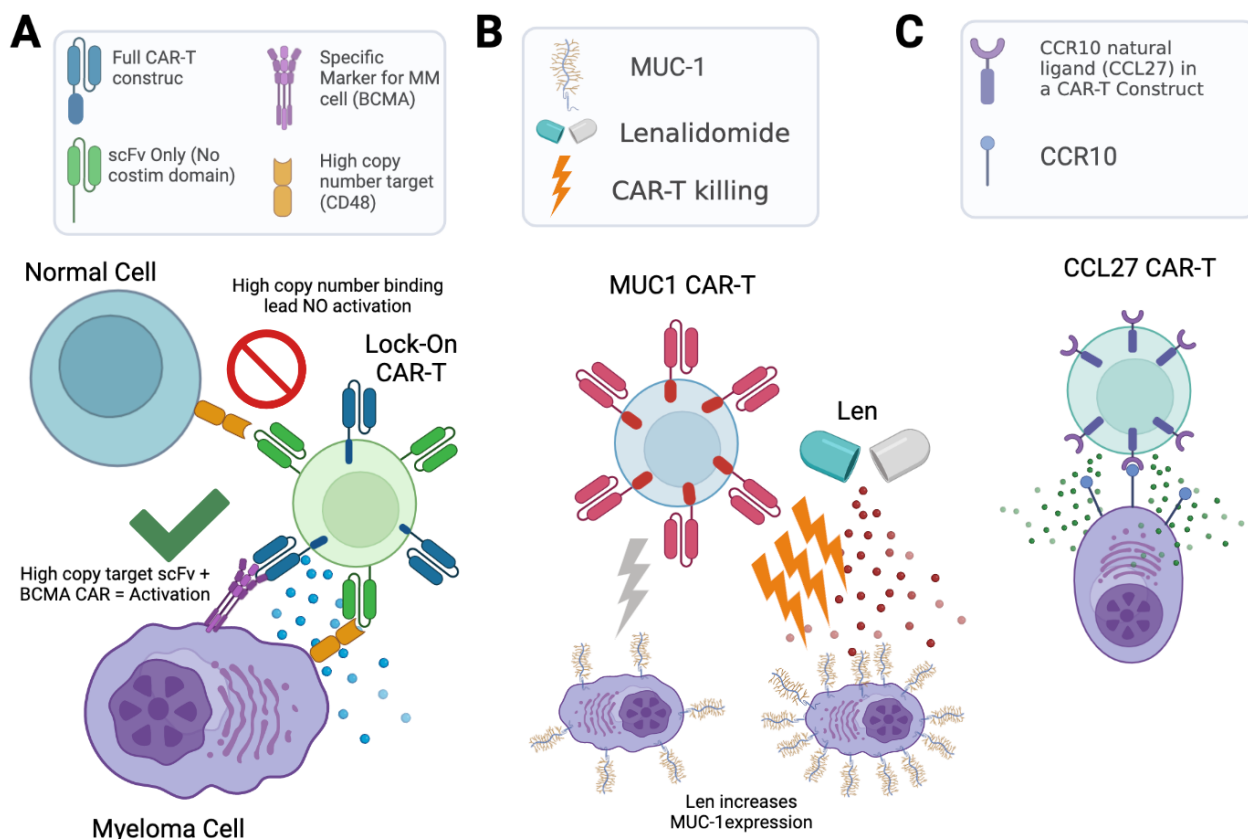 A
Full CAR-T
construc
Specific
Marker for MM
cell (BCMA)
scFv Only (No
costim domain)
High copy
number target
(CD48)
Normal Cell
High copy number binding
lead NO activation
Lock-On
CAR-T
High copy target scFv +
BCMA CAR = Activation
Myeloma Cell
B
MUC-1
Lenalidomide
CAR-T killing
MUC1 CAR-T
Len
Len increases
MUC-1expression
C
CCR10 natural
ligand (CCL27) in
a CAR-T Construct
CCR10
CCL27 CAR-T